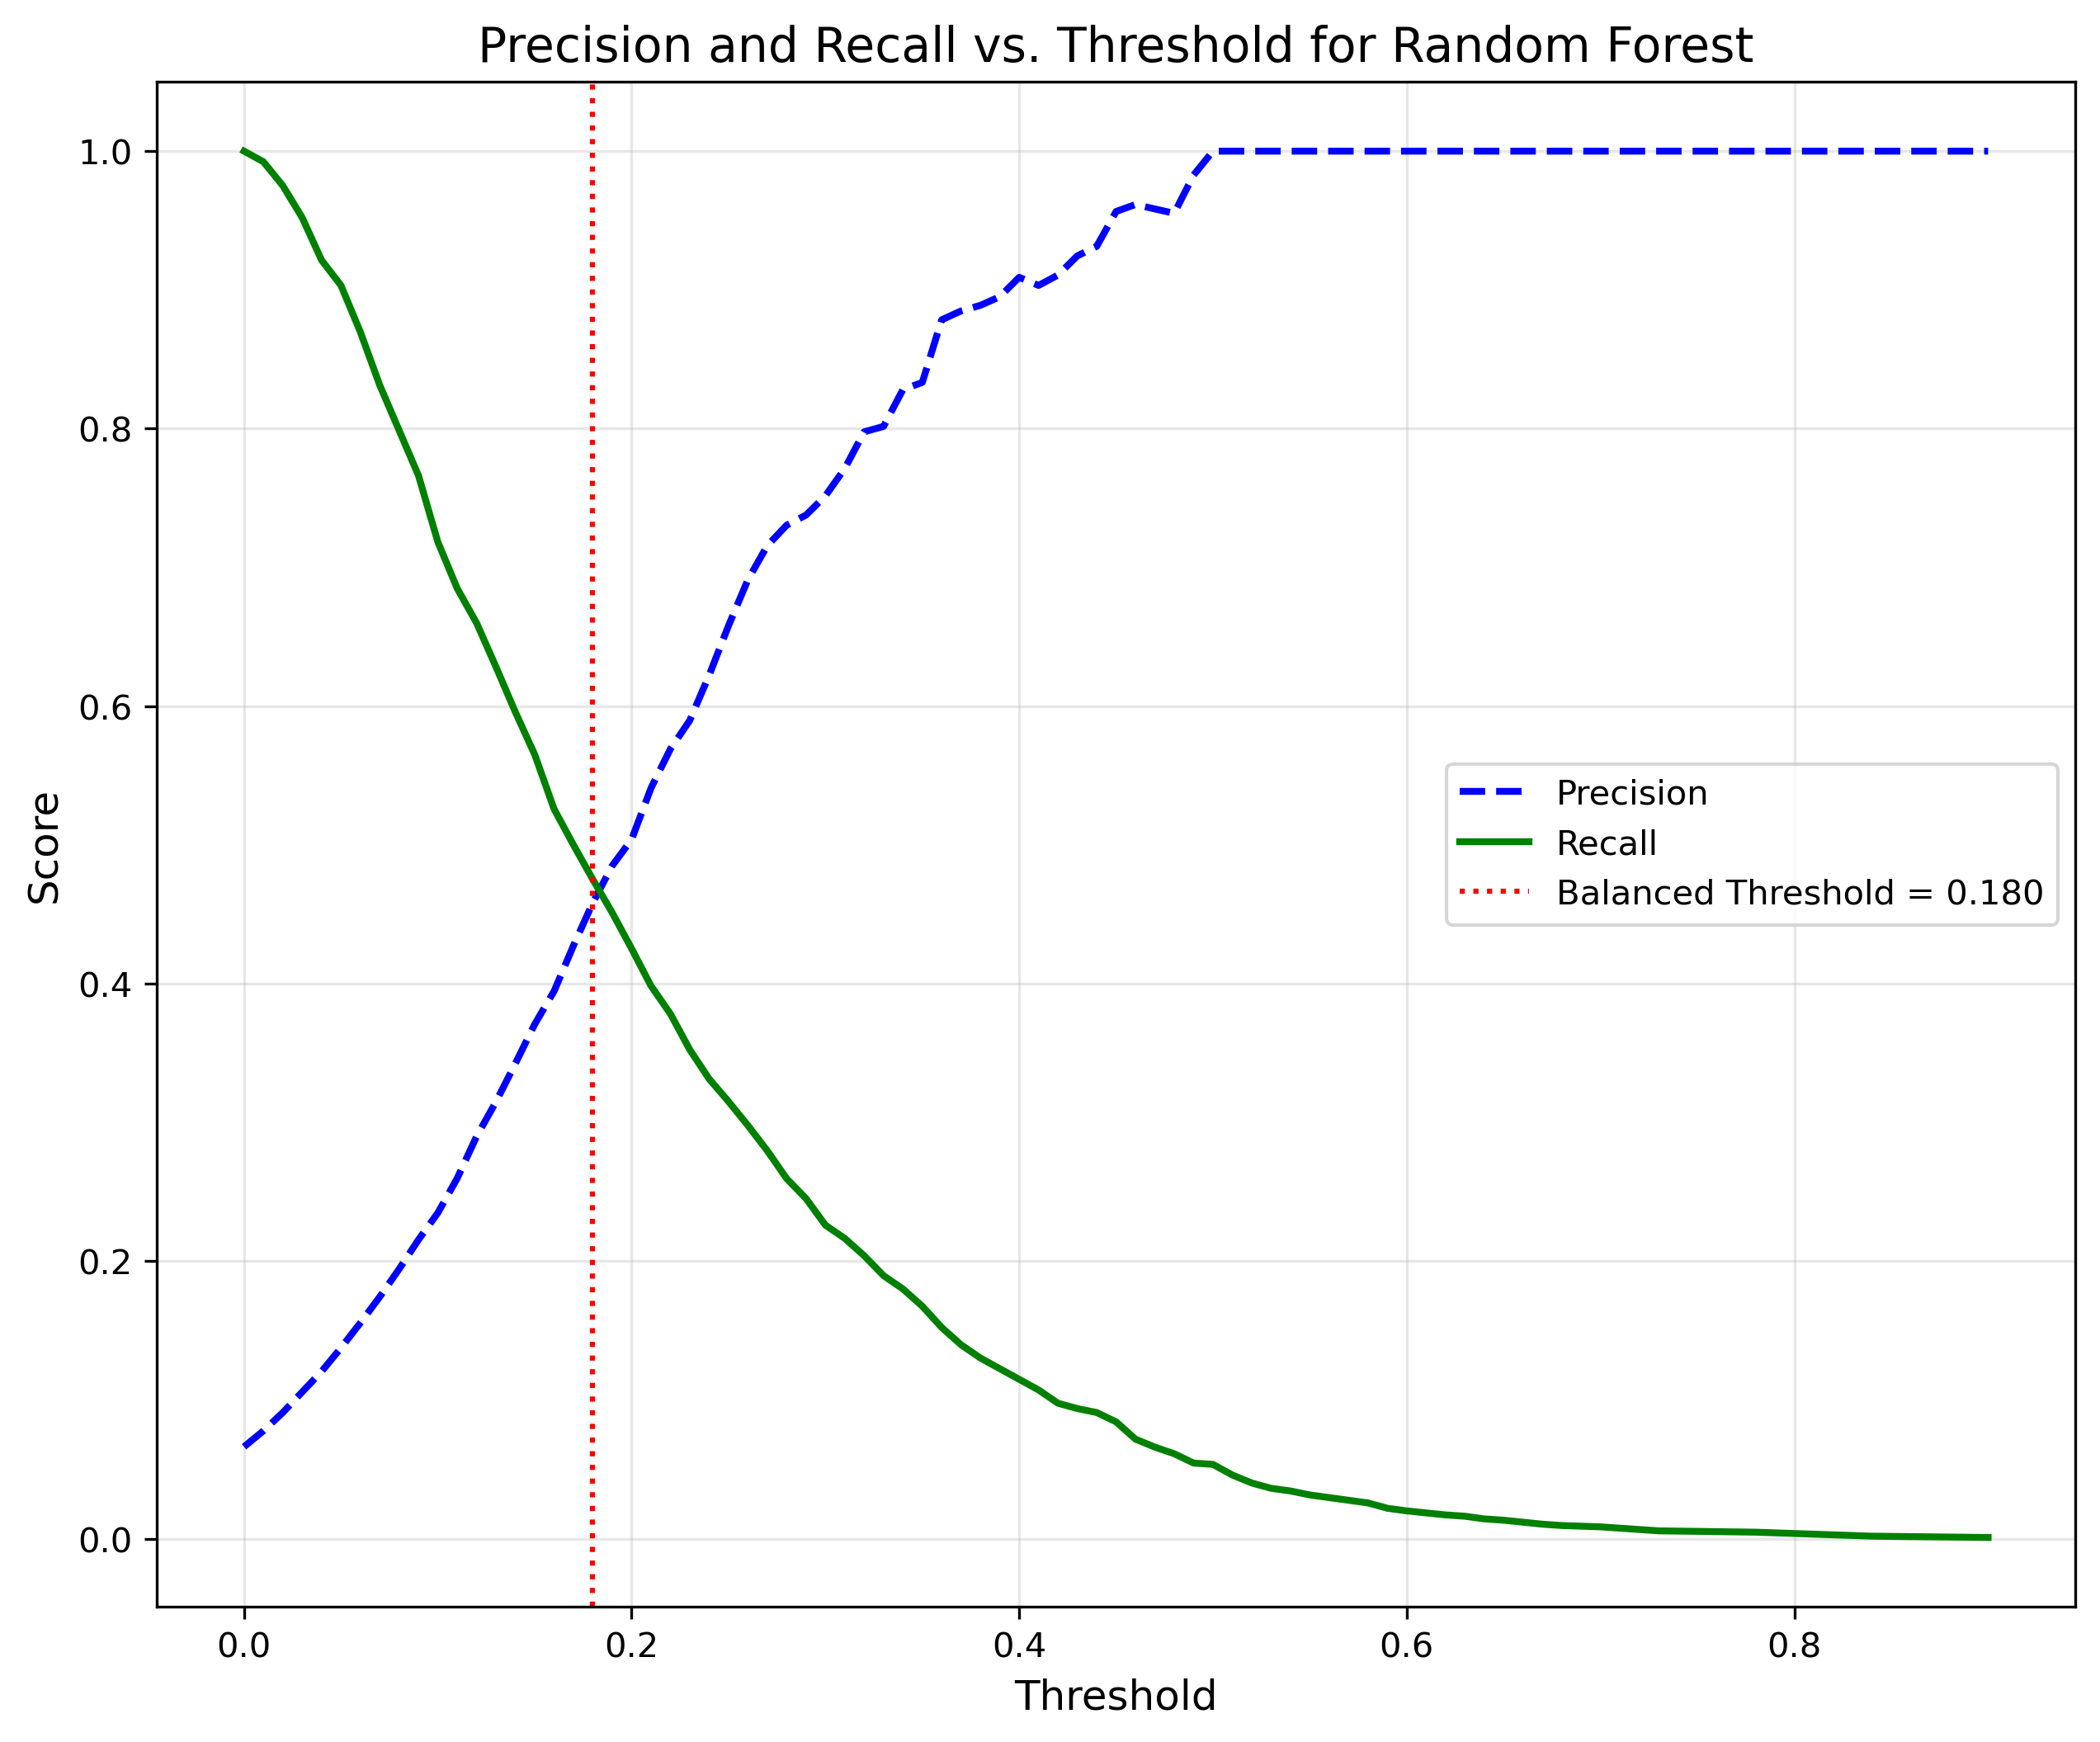 Precision and Recall vs. Threshold for Random Forest
1.0
0.8
0.6
0.4
0.2
0.0
Score
Precision
Recall
Balanced Threshold = 0.180
0.0 0.2 0.4 0.6 0.8
Threshold